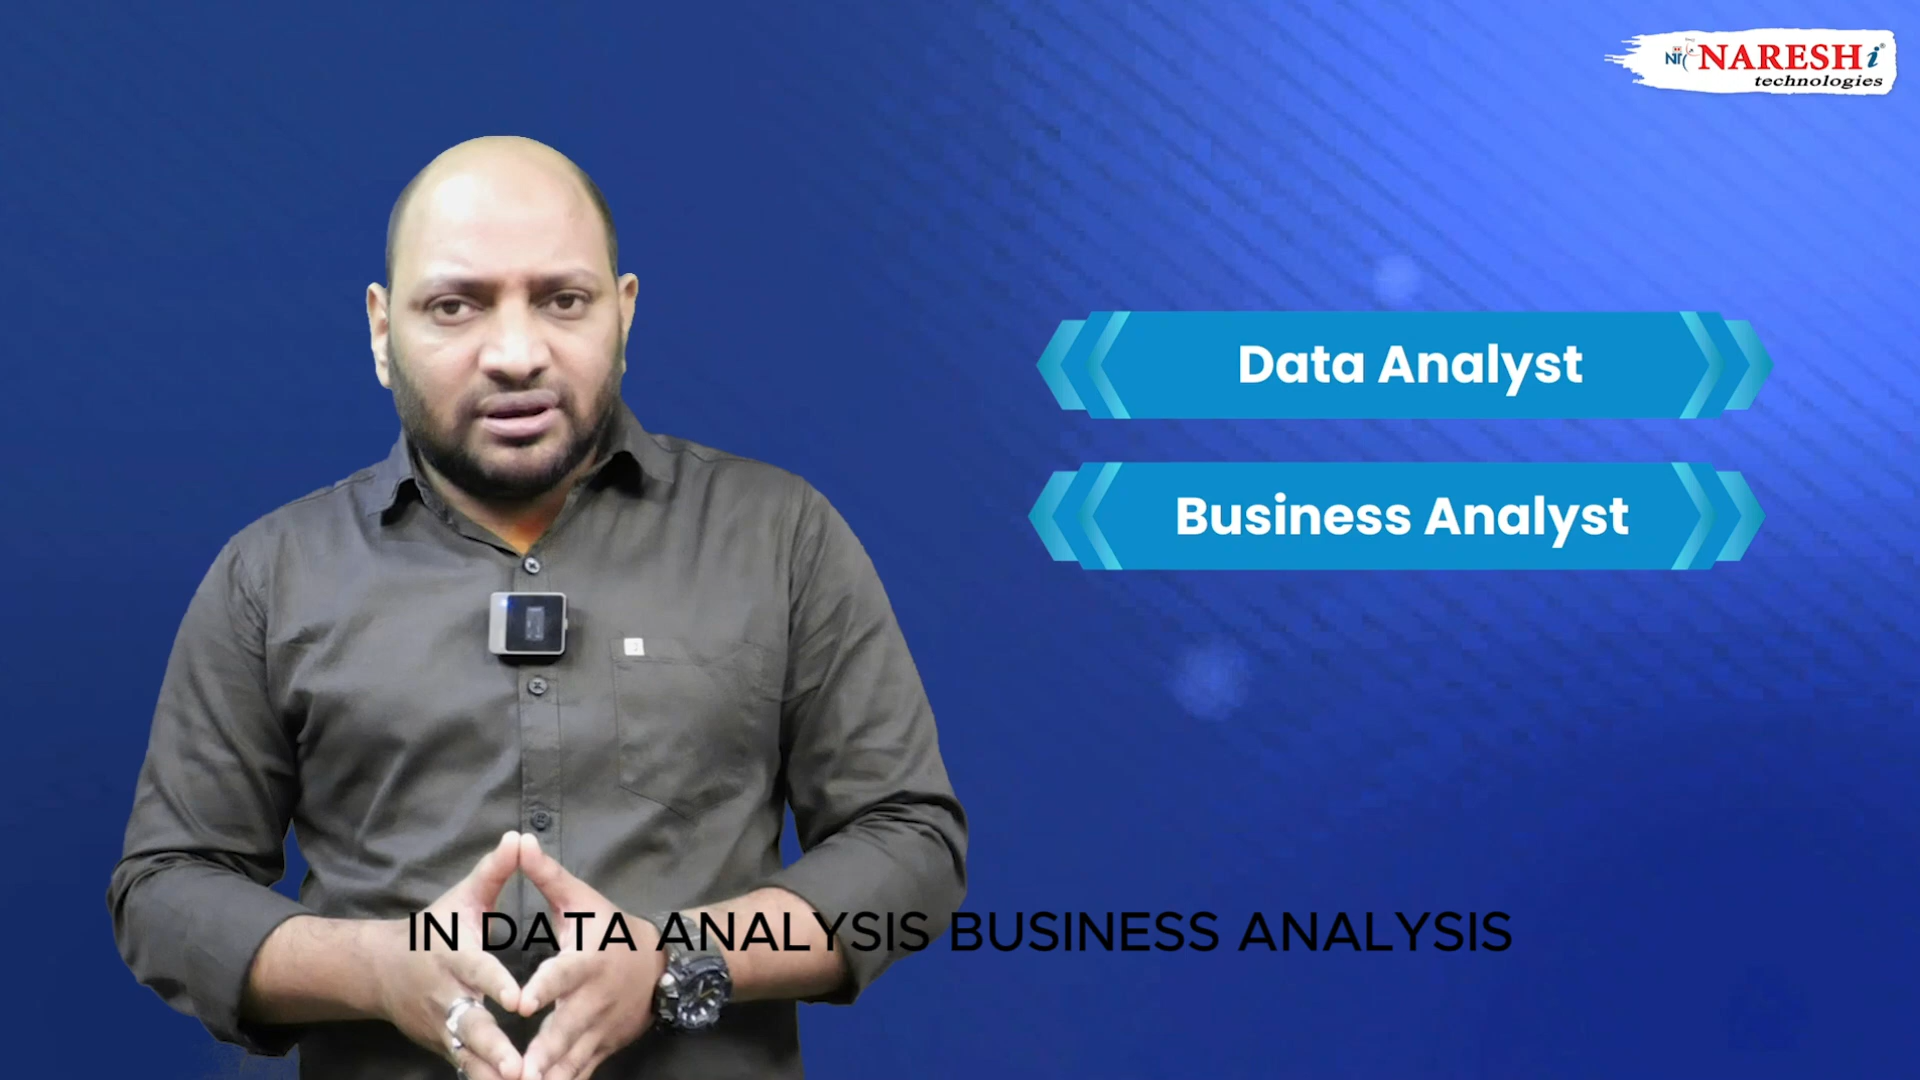 NARESH i
technologies
Data Analyst
Business Analyst
IN DATA ANALYSIS BUSINESS ANALYSIS